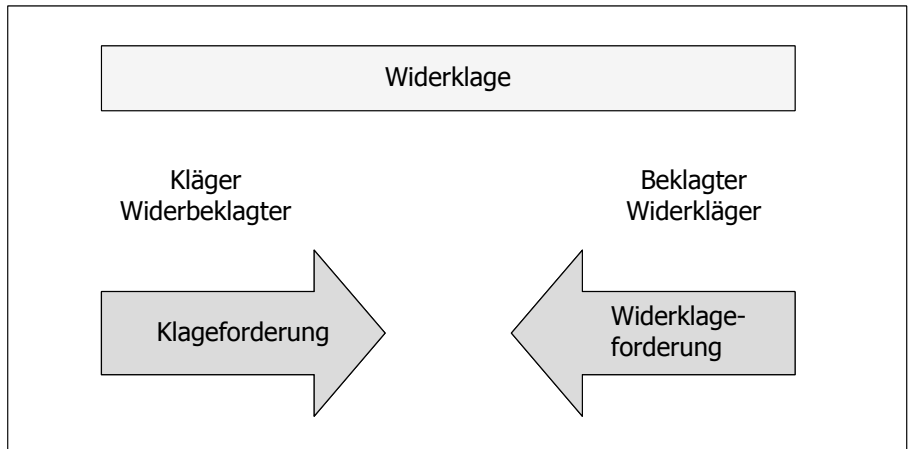 Widerklage
Kläger
Widerbeklagter
Beklagter
Widerkläger
Klageforderung
Widerklage-
forderung